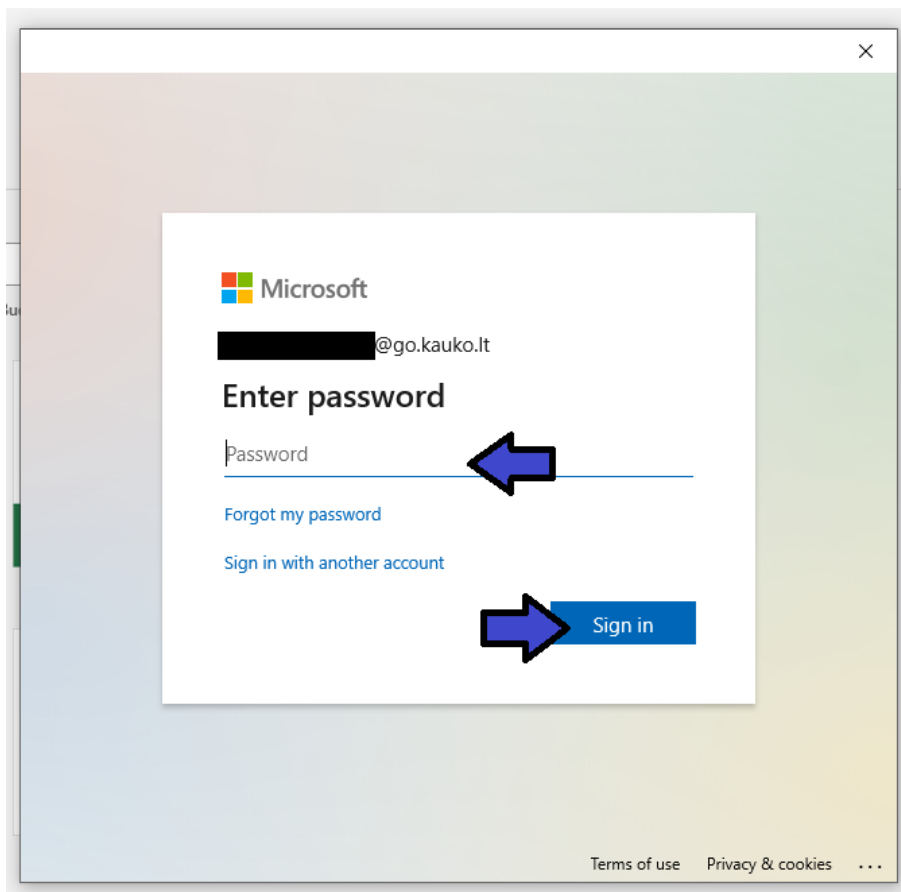 Microsoft
@go.kauko.lt
Enter password
Password
Forgot my password
Sign in with another account
Sign in
Terms of use Privacy & cookies ...